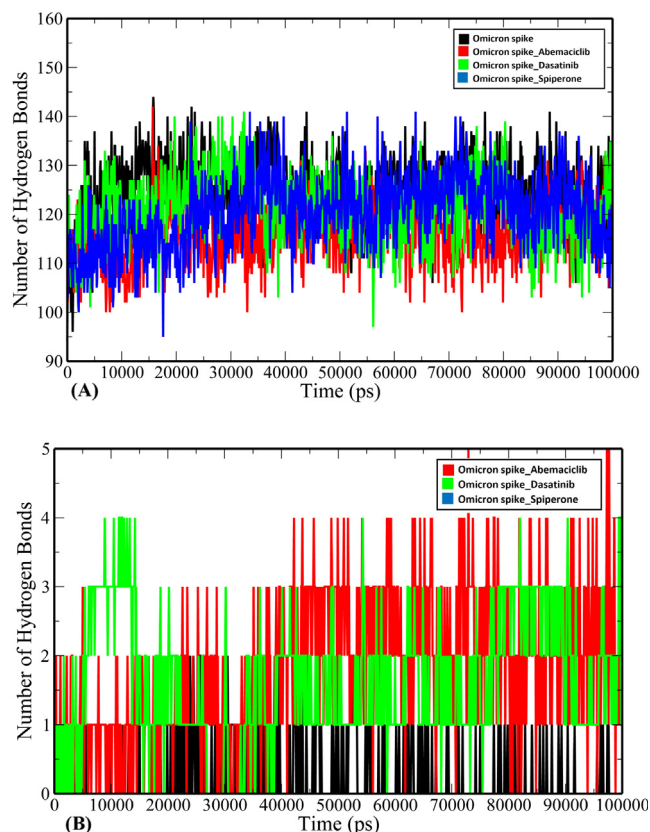 160
150
140
130
120
110
100
90
Number of Hydrogen Bonds
Omicron spike
Omicron spike_Abemaciclib
Omicron spike_Dasatinib
Omicron spike_Spiperone
0 10000 20000 30000 40000 50000 60000 70000 80000 90000 100000
(A) Time (ps)
5
4
3
2
1
0
Number of Hydrogen Bonds
Omicron spike_Abemaciclib
Omicron spike_Dasatinib
Omicron spike_Spiperone
0 10000 20000 30000 40000 50000 60000 70000 80000 90000 100000
(B) Time (ps)